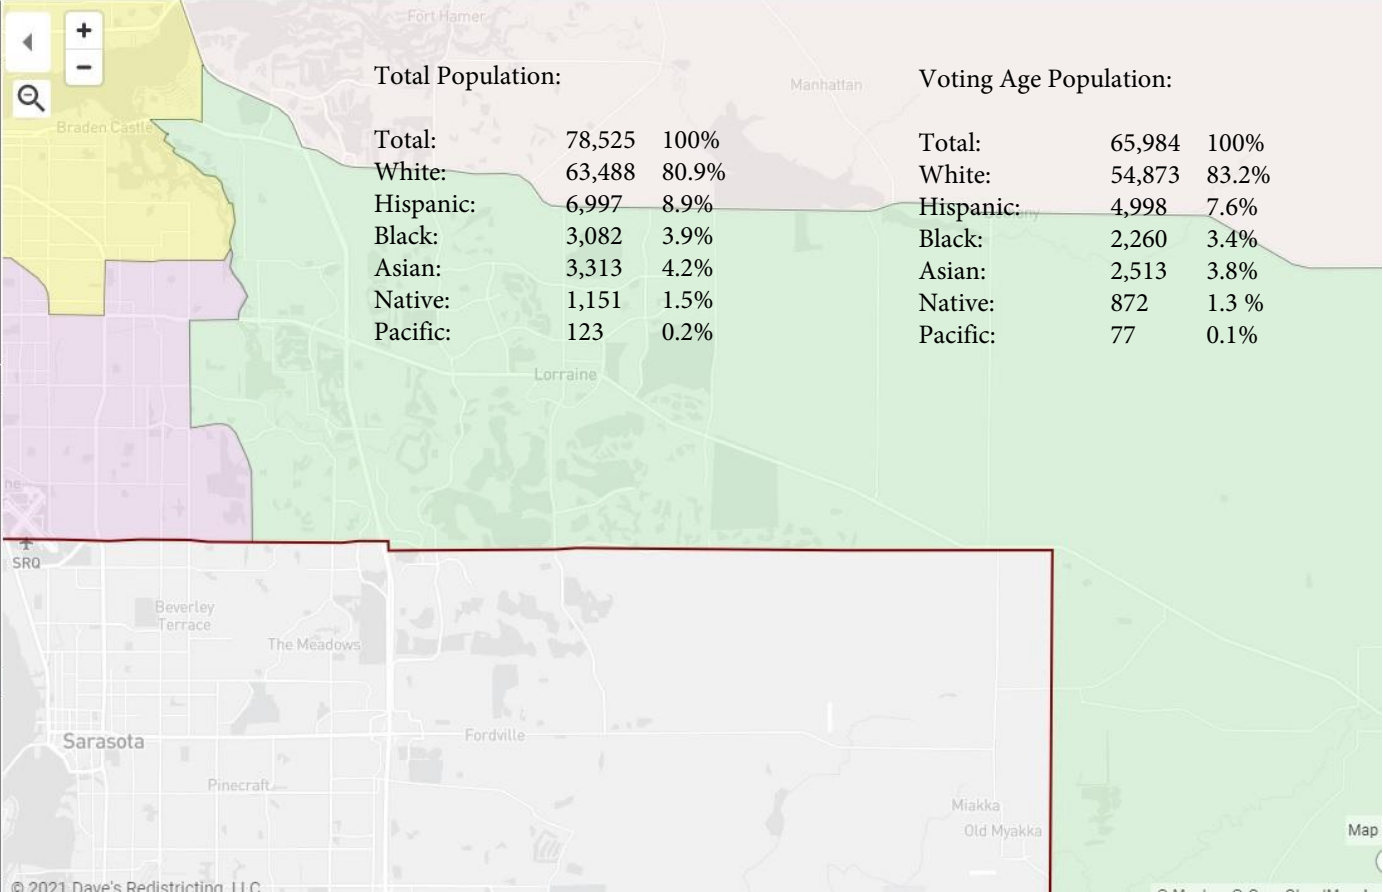 Fort Hamer
Total Population:
Voting Age Population:
Manhattan
Braden Castle
Total: 78,525 100%
White: 63,488 80.9%
Hispanic: 6,997 8.9%
Black: 3,082 3.9%
Asian: 3,313 4.2%
Native: 1,151 1.5%
Pacific: 123 0.2%
Total: 65,984 100%
White: 54,873 83.2%
Hispanic: 4,998 7.6%
Black: 2,260 3.4%
Asian: 2,513 3.8%
Native: 872 1.3 %
Pacific: 77 0.1%
Lorraine
SRQ
Beverley
Terrace
The Meadows
Sarasota
Fordville
Pinecraft
Miakka
Old Myakka
Map
© 2021 Dave's Redistricting, LLC